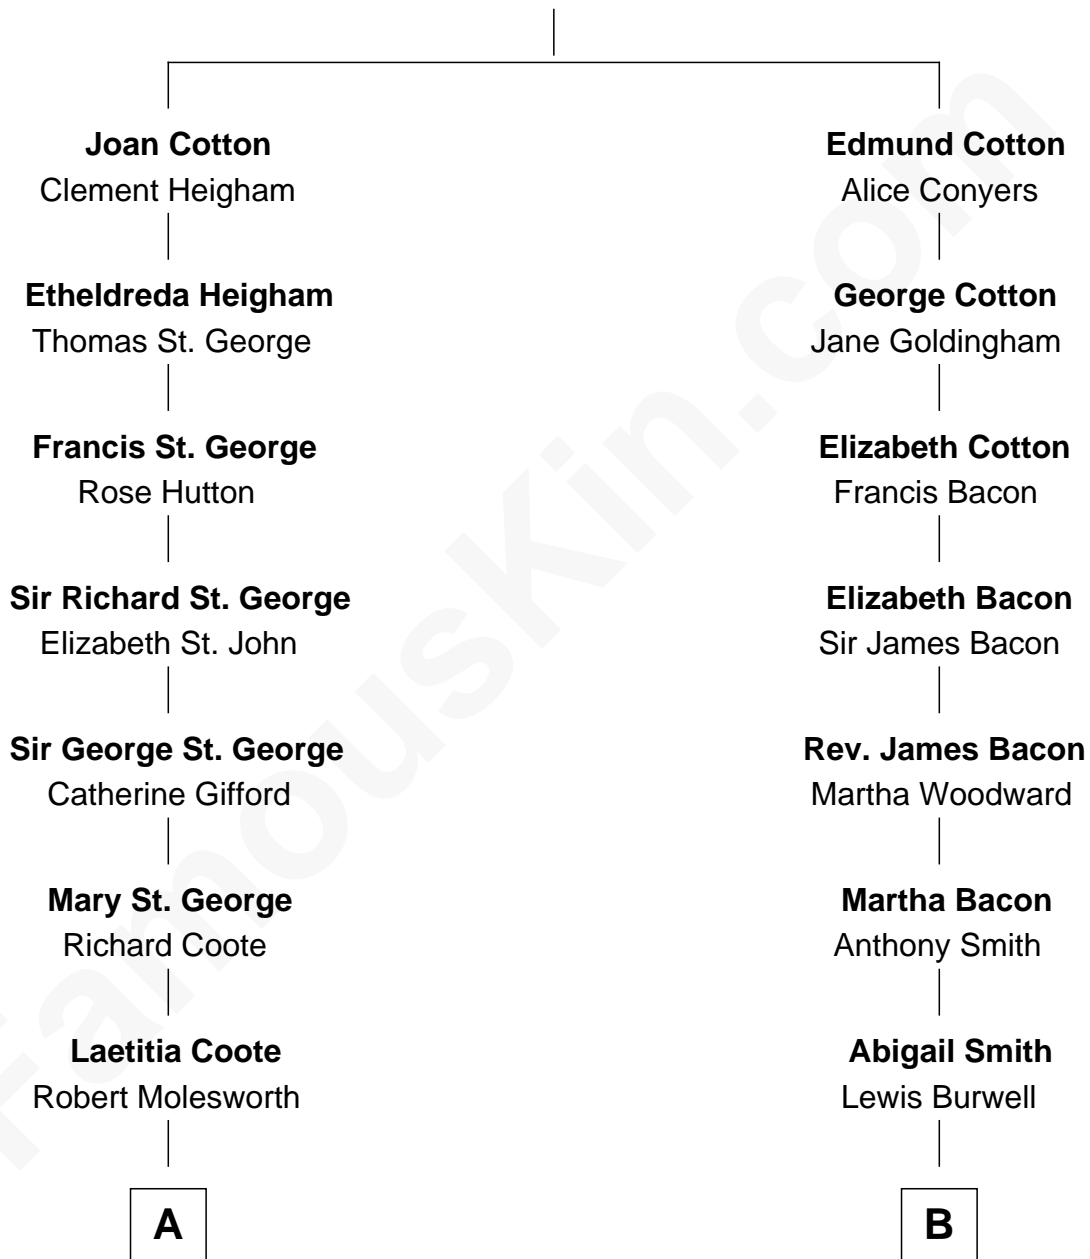 Joan Cotton
Clement Heigham
Etheldreda Heigham
Thomas St. George
Francis St. George
Rose Hutton
Sir Richard St. George
Elizabeth St. John
Sir George St. George
Catherine Gifford
Mary St. George
Richard Coote
Laetitia Coote
Robert Molesworth
A
Edmund Cotton
Alice Conyers
George Cotton
Jane Goldingham
Elizabeth Cotton
Francis Bacon
Elizabeth Bacon
Sir James Bacon
Rev. James Bacon
Martha Woodward
Martha Bacon
Anthony Smith
Abigail Smith
Lewis Burwell
B
FamousKin.com